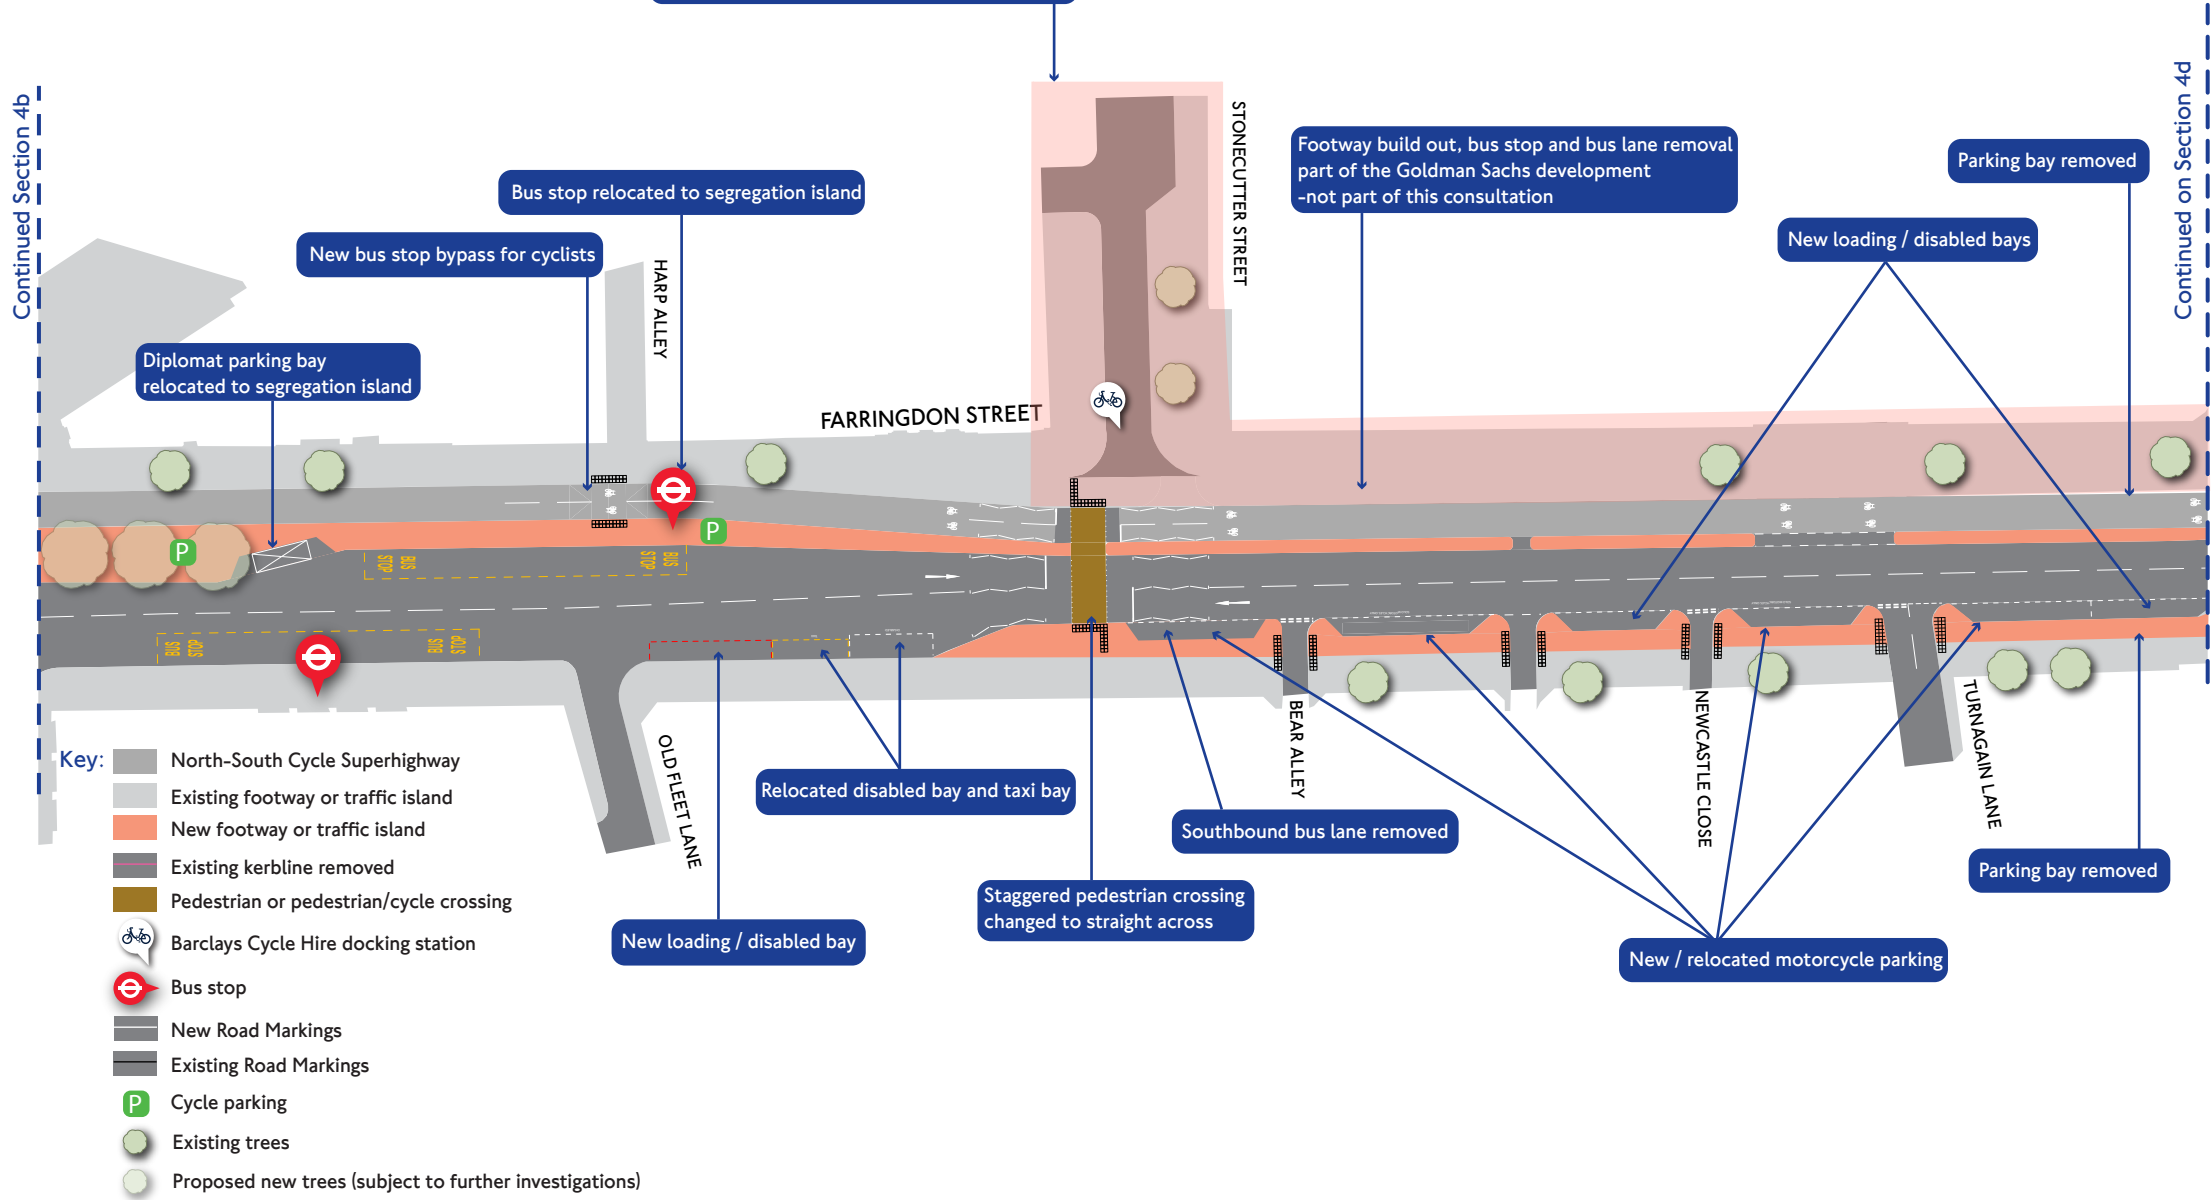 Continued Section 4b
Continued on Section 4d
STONECUTTER STREET
Footway build out, bus stop and bus lane removal
part of the Goldman Sachs development
-not part of this consultation
Parking bay removed
Bus stop relocated to segregation island
New bus stop bypass for cyclists
New loading / disabled bays
HARP ALLEY
Diplomat parking bay
relocated to segregation island
FARRINGDON STREET
P
P
BUS
STOP
BUS
STOP
BUS
STOP
BUS
STOP
OLD FLEET LANE
BEAR ALLEY
NEWCASTLE CLOSE
TURNAGAIN LANE
Relocated disabled bay and taxi bay
Southbound bus lane removed
Staggered pedestrian crossing
changed to straight across
New loading / disabled bay
New / relocated motorcycle parking
Parking bay removed
Key:
North-South Cycle Superhighway
Existing footway or traffic island
New footway or traffic island
Existing kerbline removed
Pedestrian or pedestrian/cycle crossing
Barclays Cycle Hire docking station
Bus stop
New Road Markings
Existing Road Markings
P Cycle parking
Existing trees
Proposed new trees (subject to further investigations)